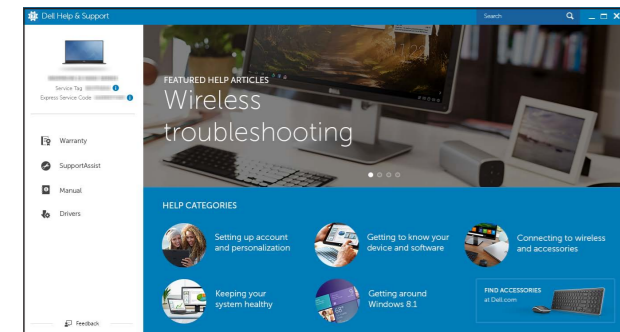 Dell Help & Support
Search
Service Tag
Express Service Code
Warranty
SupportAssist
Manual
Drivers
Feedback
FEATURED HELP ARTICLES
Wireless
troubleshooting
HELP CATEGORIES
Setting up account
and personalization
Getting to know your
device and software
Connecting to wireless
and accessories
Keeping your
system healthy
Getting around
Windows 8.1
FIND ACCESSORIES
at Dell.com